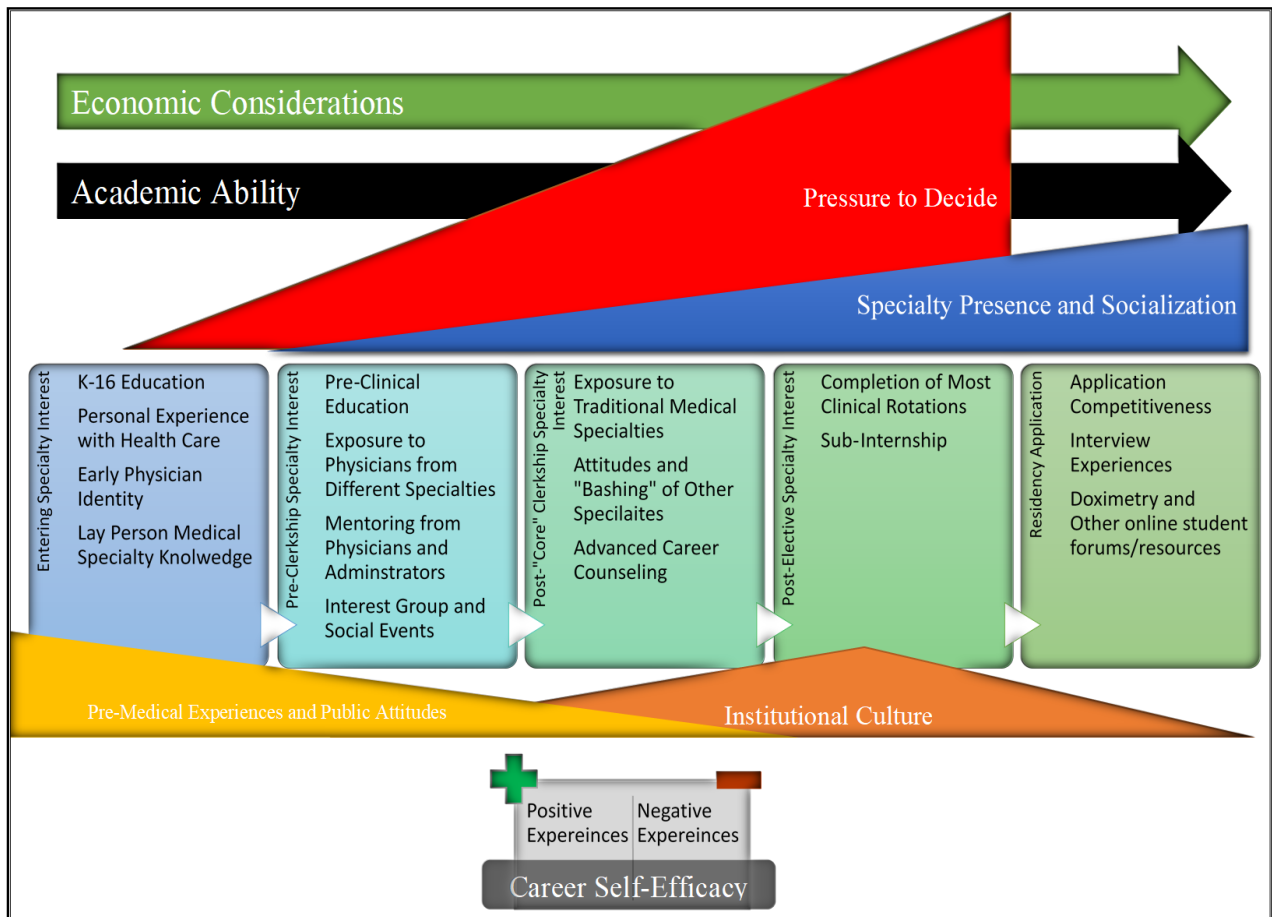 Economic Considerations
Academic Ability
Pressure to Decide
Specialty Presence and Socialization
Entering Specialty Interest
K-16 Education
Personal Experience
with Health Care
Early Physician
Identity
Lay Person Medical
Specialty Knolwedge
Pre-Clerkship Specialty Interest
Pre-Clinical
Education
Exposure to
Physicians from
Different Specialties
Mentoring from
Physicians and
Adminstrators
Interest Group and
Social Events
Post-"Core" Clerkship Specialty
Interest
Exposure to
Traditional Medical
Specialties
Attitudes and
"Bashing" of Other
Specilaites
Advanced Career
Counseling
Post-Elective Specialty Interest
Completion of Most
Clinical Rotations
Sub-Internship
Residency Application
Application
Competitiveness
Interview
Experiences
Doximetry and
Other online student
forums/resources
Pre-Medical Experiences and Public Attitudes
Institutional Culture
Positive
Expereinces
Negative
Expereinces
Career Self-Efficacy